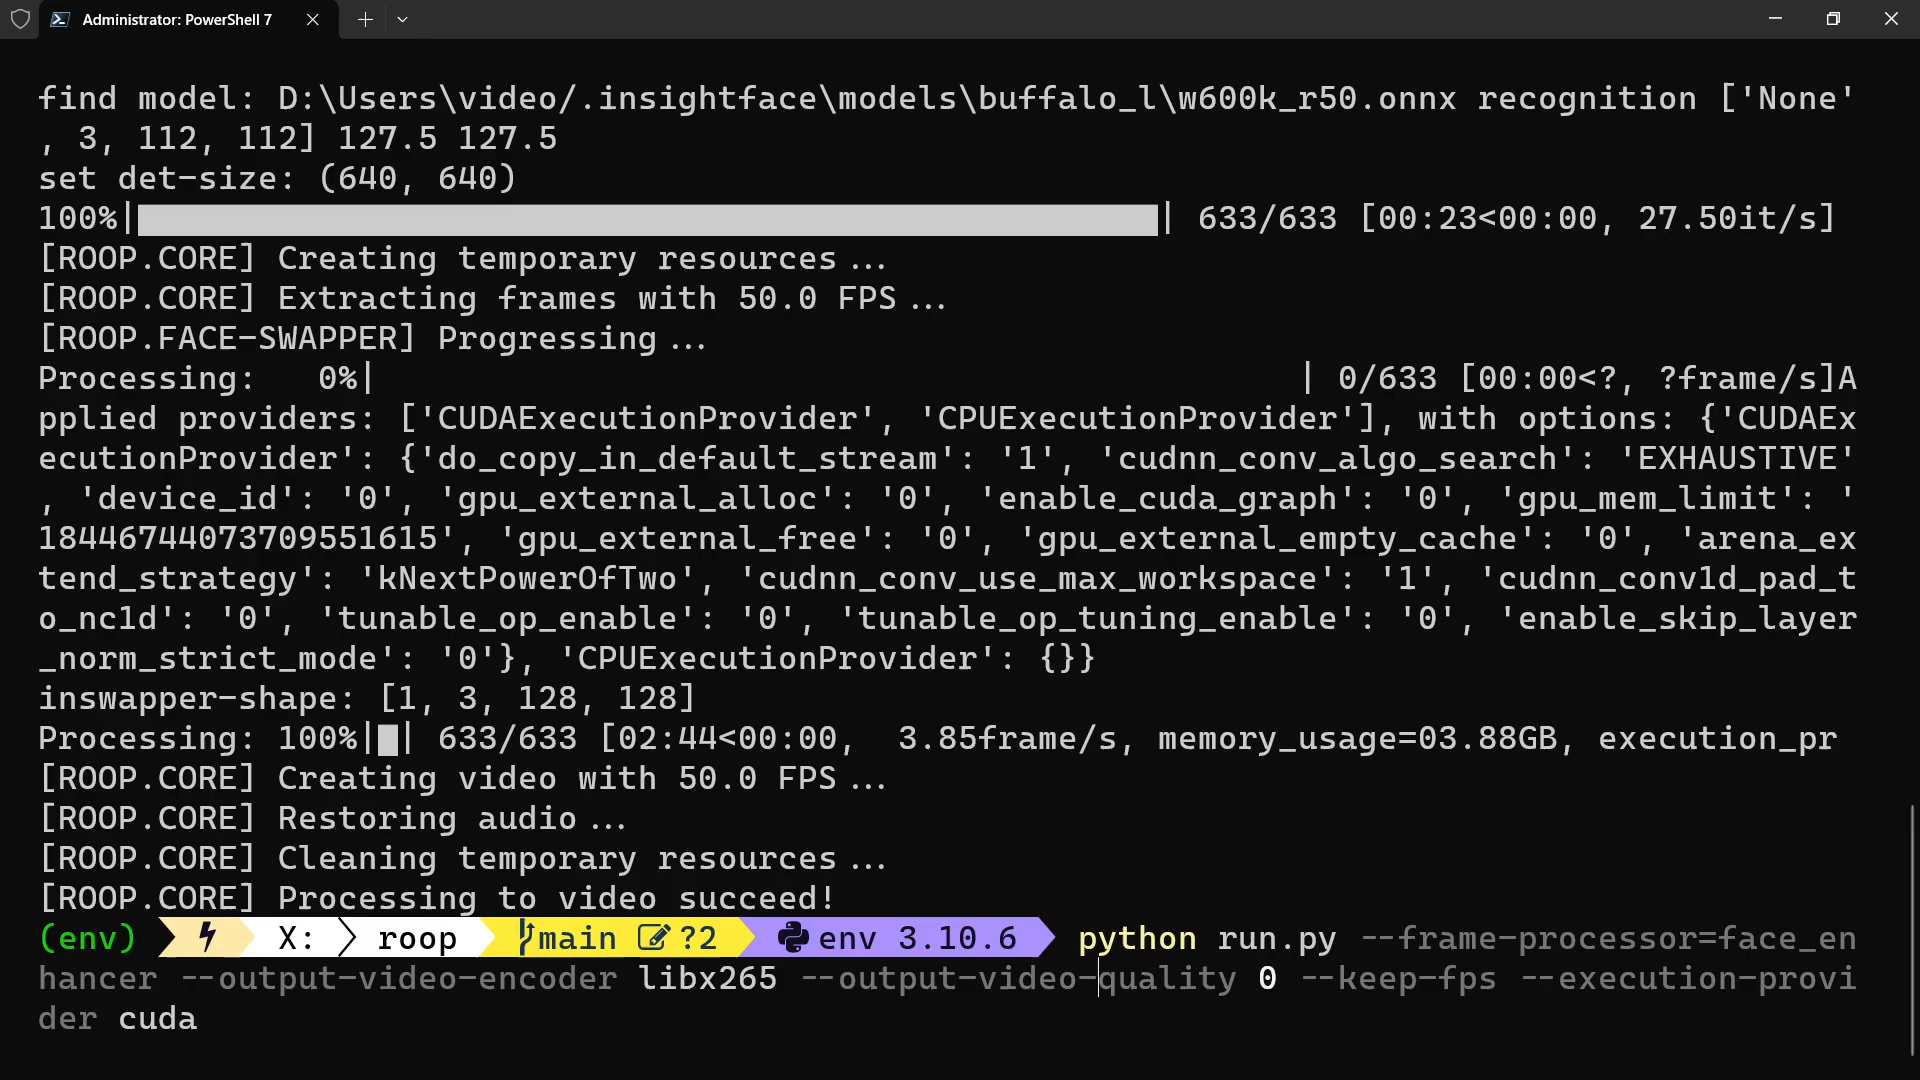 Administrator: PowerShell 7
find model: D:\Users\video/.insightface\models\buffalo_l\w600k_r50.onnx recognition ['None'
, 3, 112, 112] 127.5 127.5
set det-size: (640, 640)
100%| | 633/633 [00:23<00:00, 27.50it/s]
[ROOP.CORE] Creating temporary resources...
[ROOP.CORE] Extracting frames with 50.0 FPS...
[ROOP.FACE-SWAPPER] Progressing...
Processing:   0%| | 0/633 [00:00<?, ?frame/s]A
pplied providers: ['CUDAExecutionProvider', 'CPUExecutionProvider'], with options: {'CUDAEx
ecutionProvider': {'do_copy_in_default_stream': '1', 'cudnn_conv_algo_search': 'EXHAUSTIVE'
, 'device_id': '0', 'gpu_external_alloc': '0', 'enable_cuda_graph': '0', 'gpu_mem_limit': '
18446744073709551615', 'gpu_external_free': '0', 'gpu_external_empty_cache': '0', 'arena_ex
tend_strategy': 'kNextPowerOfTwo', 'cudnn_conv_use_max_workspace': '1', 'cudnn_conv1d_pad_t
o_nc1d': '0', 'tunable_op_enable': '0', 'tunable_op_tuning_enable': '0', 'enable_skip_layer
_norm_strict_mode': '0'}, 'CPUExecutionProvider': {}}
inswapper-shape: [1, 3, 128, 128]
Processing: 100%| | 633/633 [02:44<00:00,  3.85frame/s, memory_usage=03.88GB, execution_pr
[ROOP.CORE] Creating video with 50.0 FPS...
[ROOP.CORE] Restoring audio...
[ROOP.CORE] Cleaning temporary resources...
[ROOP.CORE] Processing to video succeed!
(env) X: roop main ?2 env 3.10.6 python run.py --frame-processor=face_en
hancer --output-video-encoder libx265 --output-video-quality 0 --keep-fps --execution-provi
der cuda